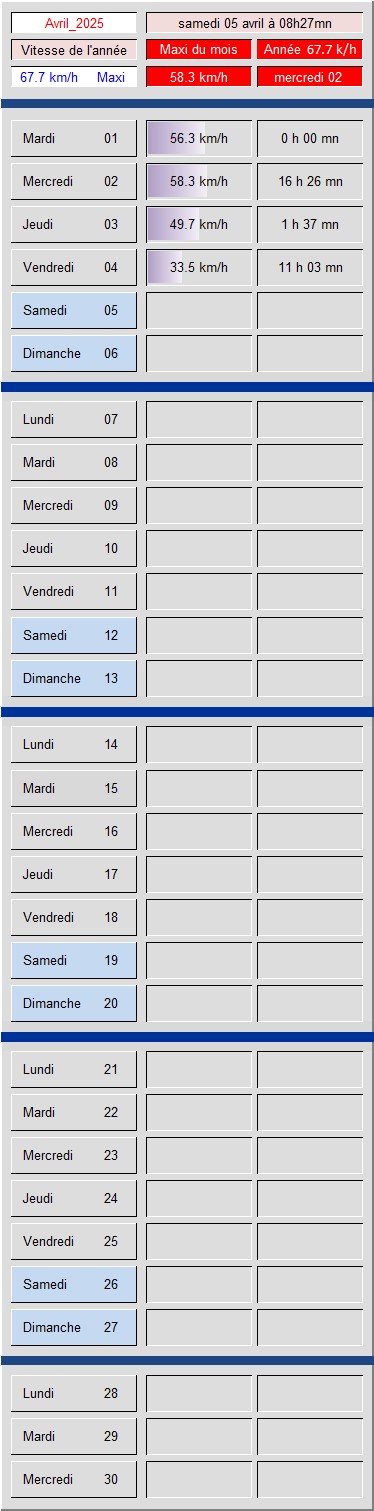 Avril_2025 samedi 05 avril à 08h27mn
Vitesse de l'année Maxi du mois Année 67.7 k/h
67.7 km/h Maxi 58.3 km/h mercredi 02
Mardi 01 56.3 km/h 0 h 00 mn
Mercredi 02 58.3 km/h 16 h 26 mn
Jeudi 03 49.7 km/h 1 h 37 mn
Vendredi 04 33.5 km/h 11 h 03 mn
Samedi 05
Dimanche 06
Lundi 07
Mardi 08
Mercredi 09
Jeudi 10
Vendredi 11
Samedi 12
Dimanche 13
Lundi 14
Mardi 15
Mercredi 16
Jeudi 17
Vendredi 18
Samedi 19
Dimanche 20
Lundi 21
Mardi 22
Mercredi 23
Jeudi 24
Vendredi 25
Samedi 26
Dimanche 27
Lundi 28
Mardi 29
Mercredi 30